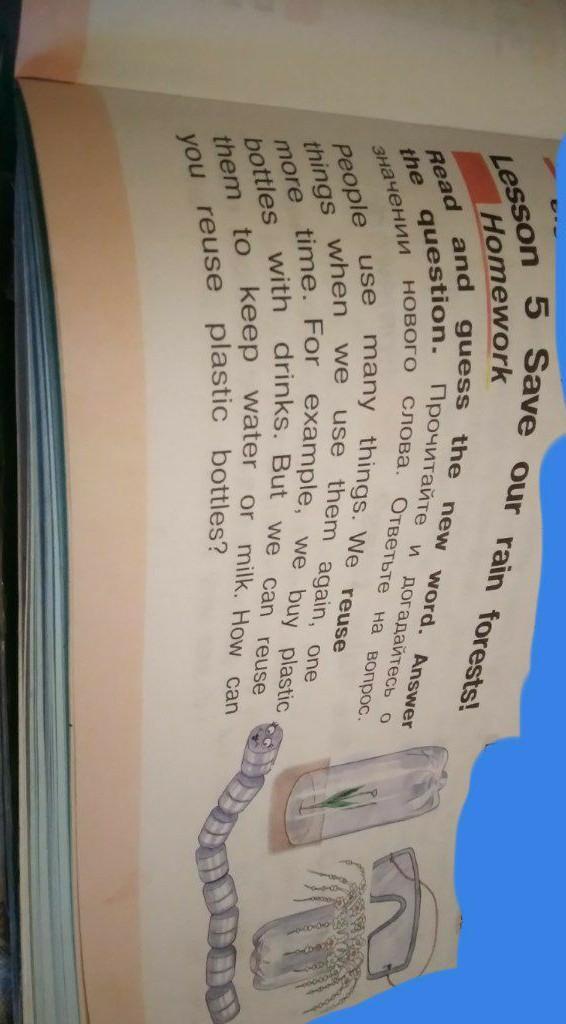 Lesson 5 Save our rain forests!
Homework
Read and guess the new word. Answer
the question. Прочитайте и догадайтесь о
значении нового слова. Ответьте на вопрос.
People use many things. We reuse
things when we use them again, one
more time. For example, we buy plastic
bottles with drinks. But we can reuse
them to keep water or milk. How can
you reuse plastic bottles?